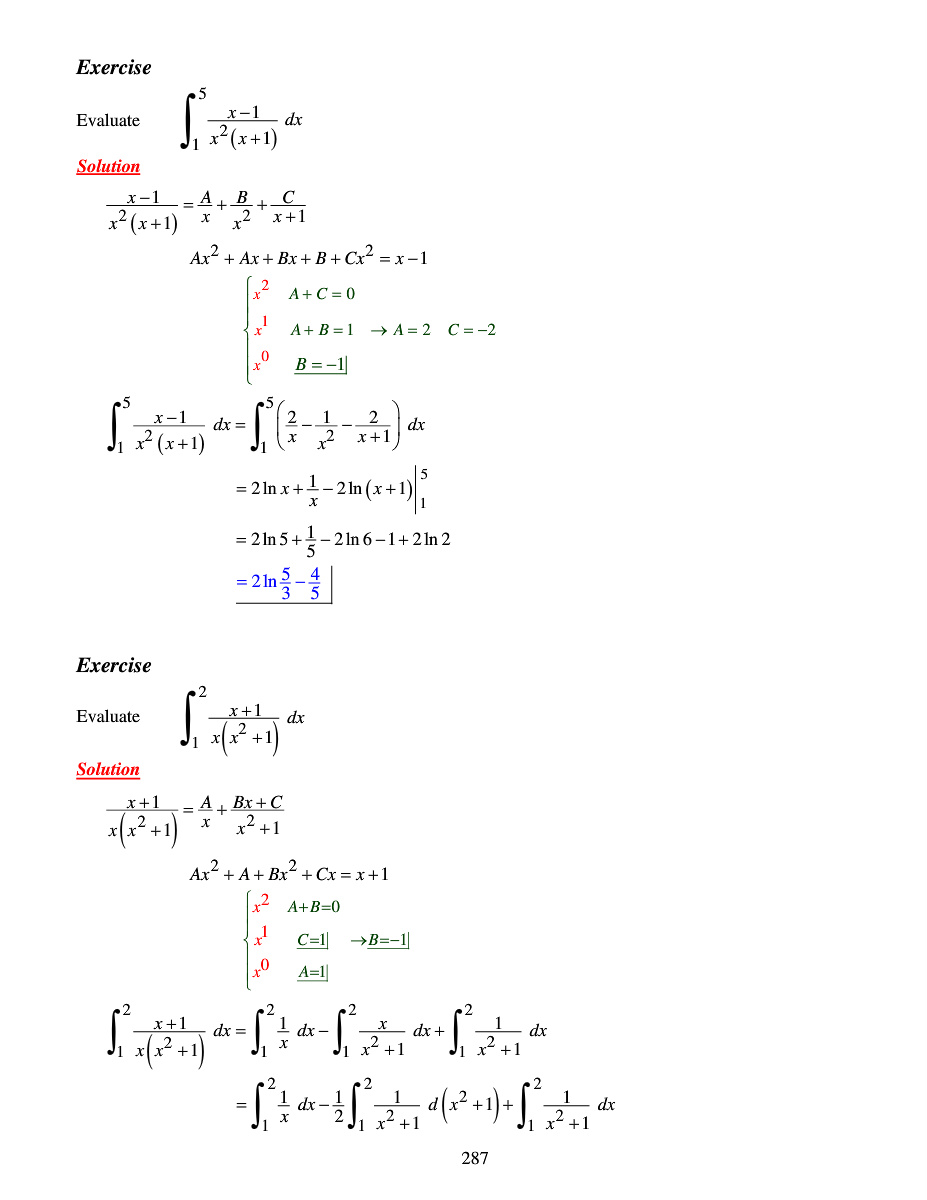 Exercise
Evaluate ∫₁⁵ (x−1)/(x²(x+1)) dx
Solution
(x−1)/(x²(x+1)) = A/x + B/x² + C/(x+1)
Ax² + Ax + Bx + B + Cx² = x−1
x² A + C = 0
x¹ A + B = 1 → A = 2 C = −2
x⁰ B = −1
∫₁⁵ (x−1)/(x²(x+1)) dx = ∫₁⁵ (2/x − 1/x² − 2/(x+1)) dx
= 2 ln x + 1/x − 2 ln(x+1) |₁⁵
= 2 ln 5 + 1/5 − 2 ln 6 − 1 + 2 ln 2
= 2 ln 5/3 − 4/5
Exercise
Evaluate ∫₁² (x+1)/(x(x²+1)) dx
Solution
(x+1)/(x(x²+1)) = A/x + (Bx+C)/(x²+1)
Ax² + A + Bx² + Cx = x+1
x² A+B=0
x¹ C=1 →B=−1
x⁰ A=1
∫₁² (x+1)/(x(x²+1)) dx = ∫₁² 1/x dx − ∫₁² x/(x²+1) dx + ∫₁² 1/(x²+1) dx
= ∫₁² 1/x dx − 1/2 ∫₁² 1/(x²+1) d(x²+1) + ∫₁² 1/(x²+1) dx
287